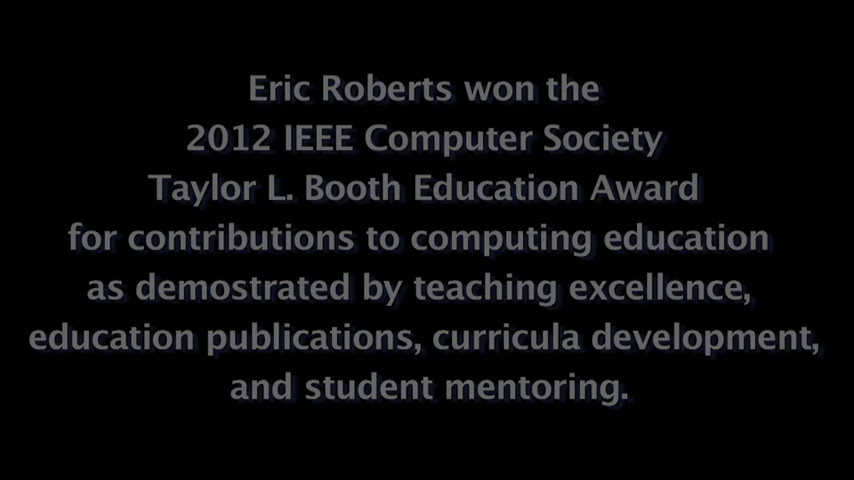 Eric Roberts won the
2012 IEEE Computer Society
Taylor L. Booth Education Award
for contributions to computing education
as demostrated by teaching excellence,
education publications, curricula development,
and student mentoring.